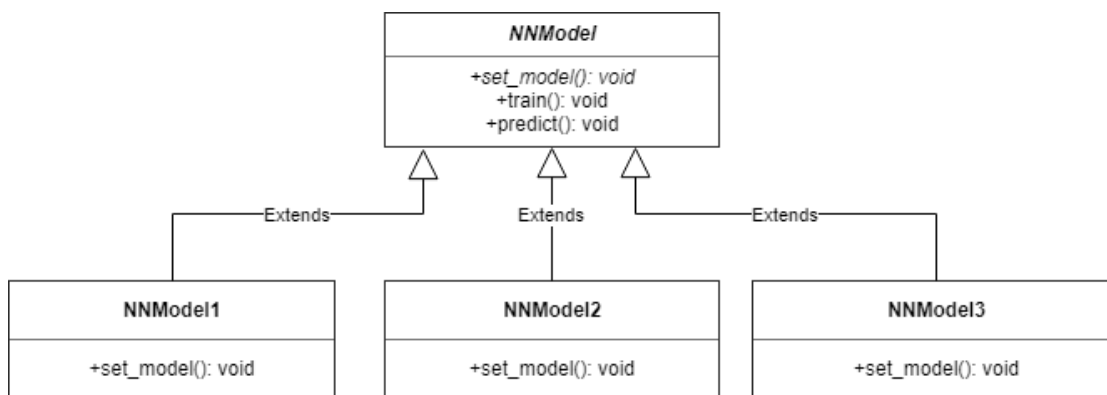 NNModel
+set_model(): void
+train(): void
+predict(): void
Extends
Extends
Extends
NNModel1
+set_model(): void
NNModel2
+set_model(): void
NNModel3
+set_model(): void